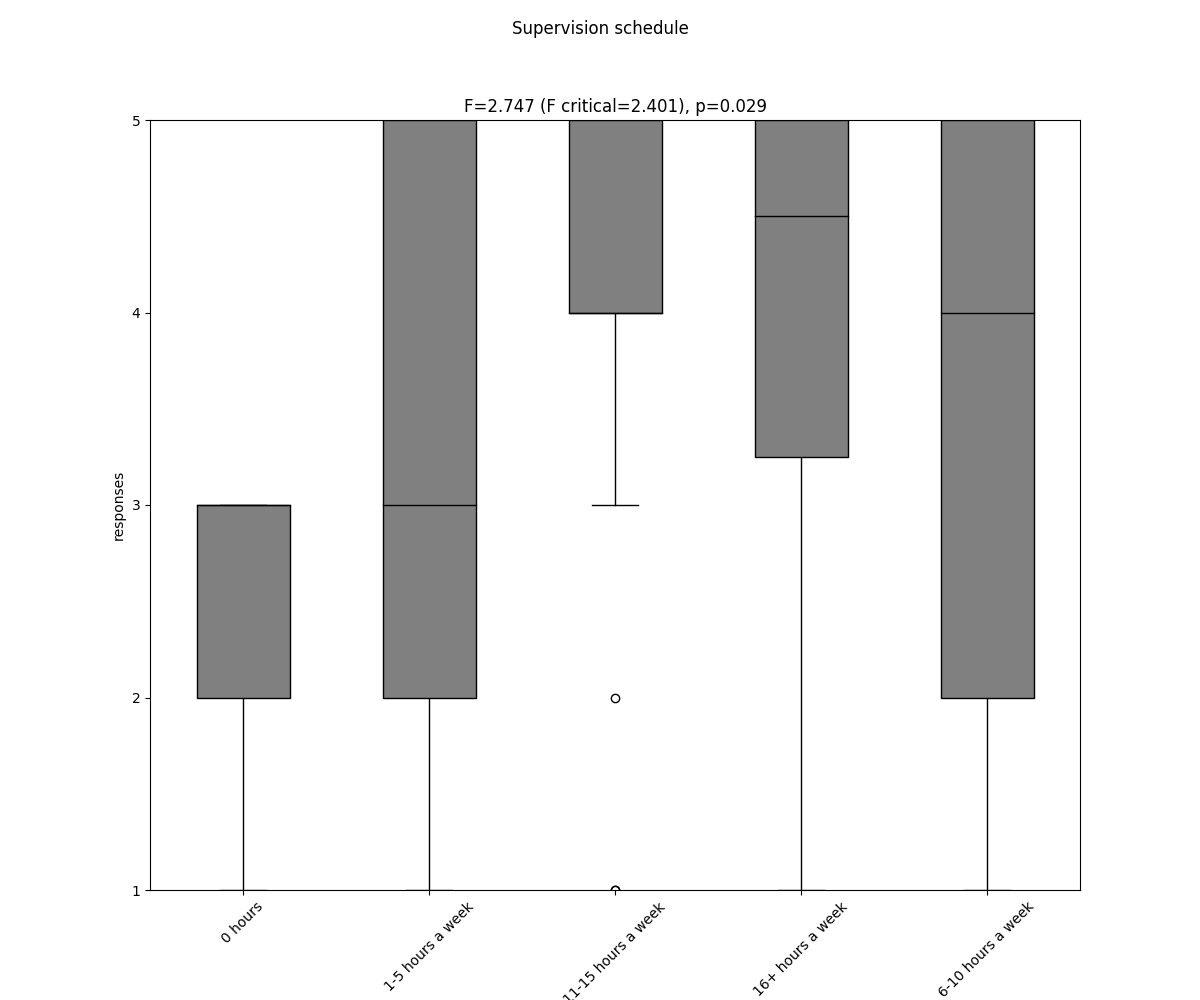 Supervision schedule
F=2.747 (F critical=2.401), p=0.029
5
4
3
2
1
responses
0 hours
1-5 hours a week
11-15 hours a week
16+ hours a week
6-10 hours a week